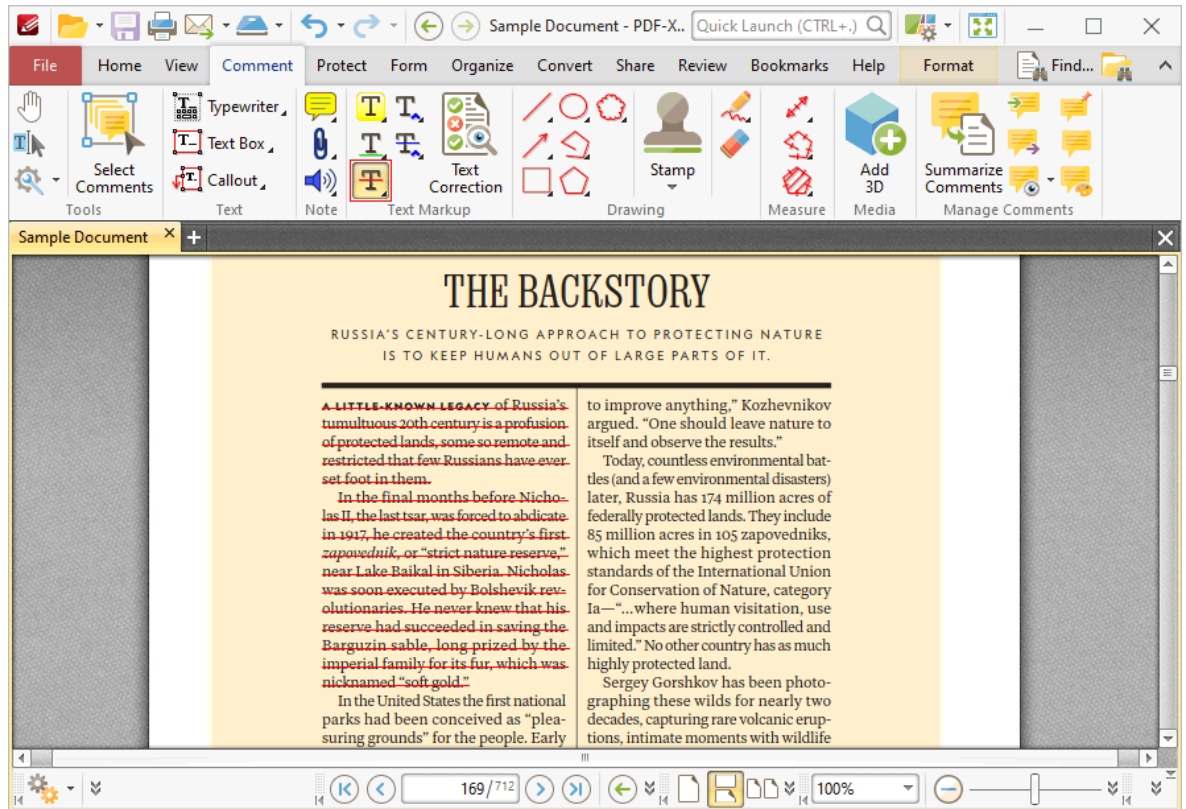 Sample Document - PDF-X..
Quick Launch (CTRL+.)
File
Home
View
Comment
Protect
Form
Organize
Convert
Share
Review
Bookmarks
Help
Format
Find...
Select
Comments
Tools
Typewriter
Text Box
Callout
Text
Note
Text
Correction
Text Markup
Drawing
Stamp
Measure
Add
3D
Media
Summarize
Comments
Manage Comments
Sample Document
THE BACKSTORY
RUSSIA'S CENTURY-LONG APPROACH TO PROTECTING NATURE
IS TO KEEP HUMANS OUT OF LARGE PARTS OF IT.
A LITTLE-KNOWN LEGACY of Russia's
tumultuous 20th century is a profusion
of protected lands, some so remote and
restricted that few Russians have ever
set foot in them.
In the final months before Nicho-
las II, the last tsar, was forced to abdicate
in 1917, he created the country's first
zapovednik, or “strict nature reserve,”
near Lake Baikal in Siberia. Nicholas
was soon executed by Bolshevik rev-
olutionaries. He never knew that his
reserve had succeeded in saving the
Barguzin sable, long prized by the
imperial family for its fur, which was
nicknamed “soft gold.”
In the United States the first national
parks had been conceived as “plea-
suring grounds” for the people. Early
to improve anything,” Kozhevnikov
argued. “One should leave nature to
itself and observe the results.”
Today, countless environmental bat-
tles (and a few environmental disasters)
later, Russia has 174 million acres of
federally protected lands. They include
85 million acres in 105 zapovedniks,
which meet the highest protection
standards of the International Union
for Conservation of Nature, category
Ia—“...where human visitation, use
and impacts are strictly controlled and
limited.” No other country has as much
highly protected land.
Sergey Gorshkov has been photo-
graphing these wilds for nearly two
decades, capturing rare volcanic erup-
tions, intimate moments with wildlife
169/712
100%